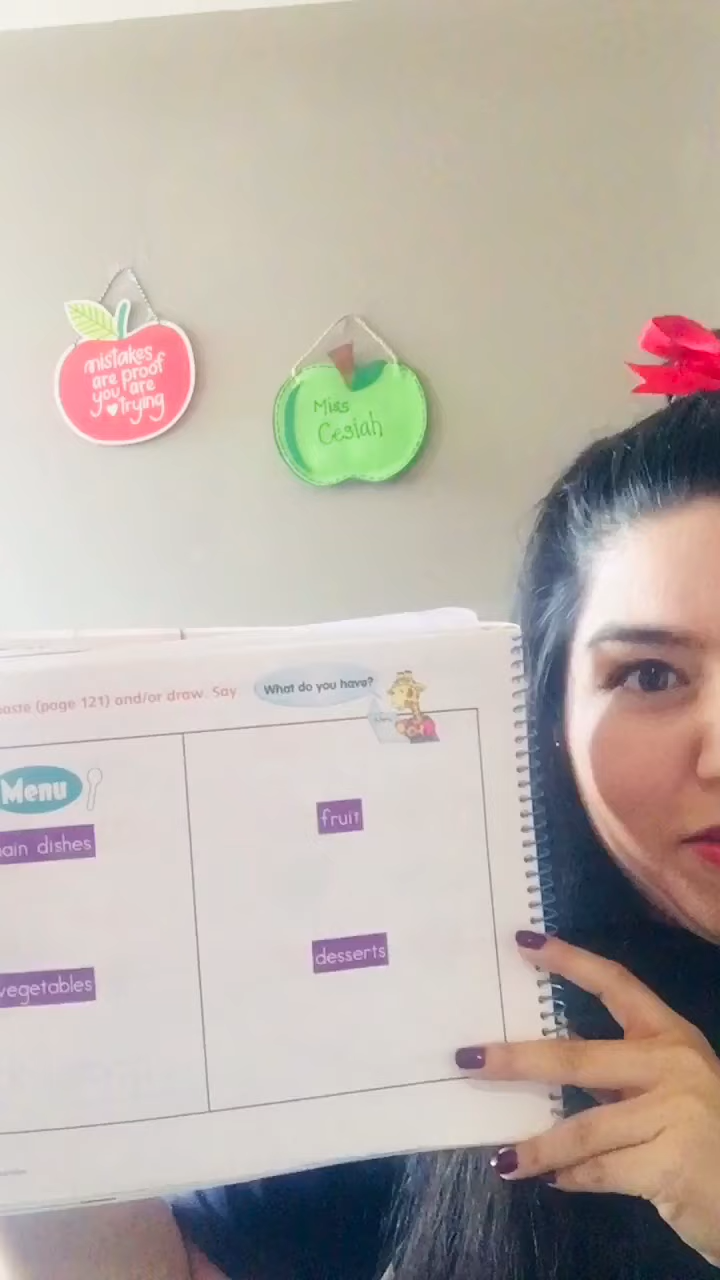 mistakes
are proof
you are
trying
Miss
Cesiah
paste (page 121) and/or draw. Say
What do you have?
Menu
main dishes
fruit
vegetables
desserts